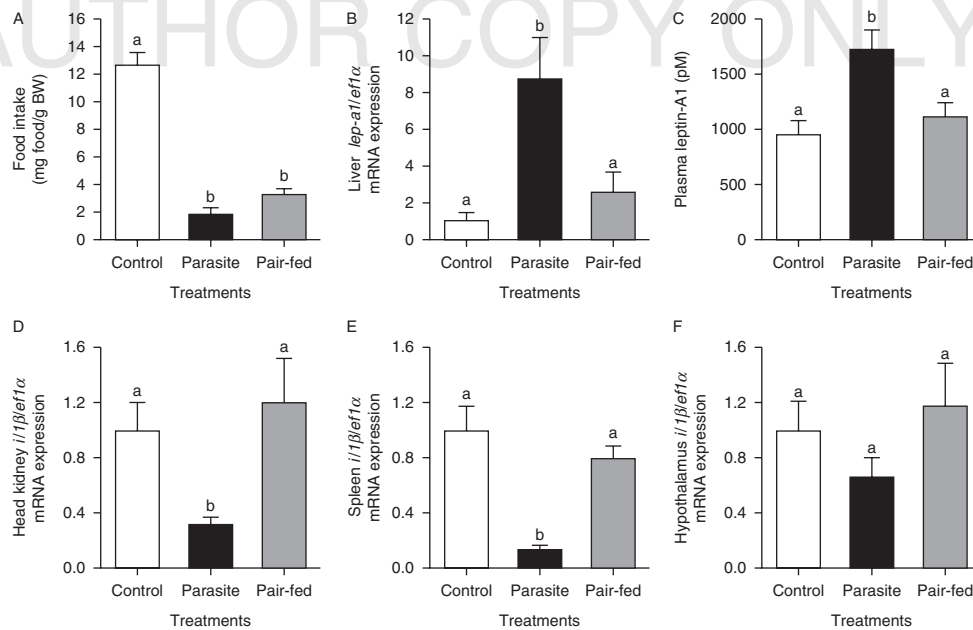 AUTHOR COPY ONLY
A
16
14
12
10
8
6
4
2
0
Food intake
(mg food/g BW)
a
b
b
Control Parasite Pair-fed
Treatments
B
12
10
8
6
4
2
0
Liver lep-a1/ef1α
mRNA expression
a
b
a
Control Parasite Pair-fed
Treatments
C
2000
1500
1000
500
0
Plasma leptin-A1 (pM)
a
b
a
Control Parasite Pair-fed
Treatments
D
1.6
1.2
0.8
0.4
0.0
Head kidney il1β/ef1α
mRNA expression
a
b
a
Control Parasite Pair-fed
Treatments
E
1.6
1.2
0.8
0.4
0.0
Spleen il1β/ef1α
mRNA expression
a
b
a
Control Parasite Pair-fed
Treatments
F
1.6
1.2
0.8
0.4
0.0
Hypothalamus il1β/ef1α
mRNA expression
a
a
a
Control Parasite Pair-fed
Treatments